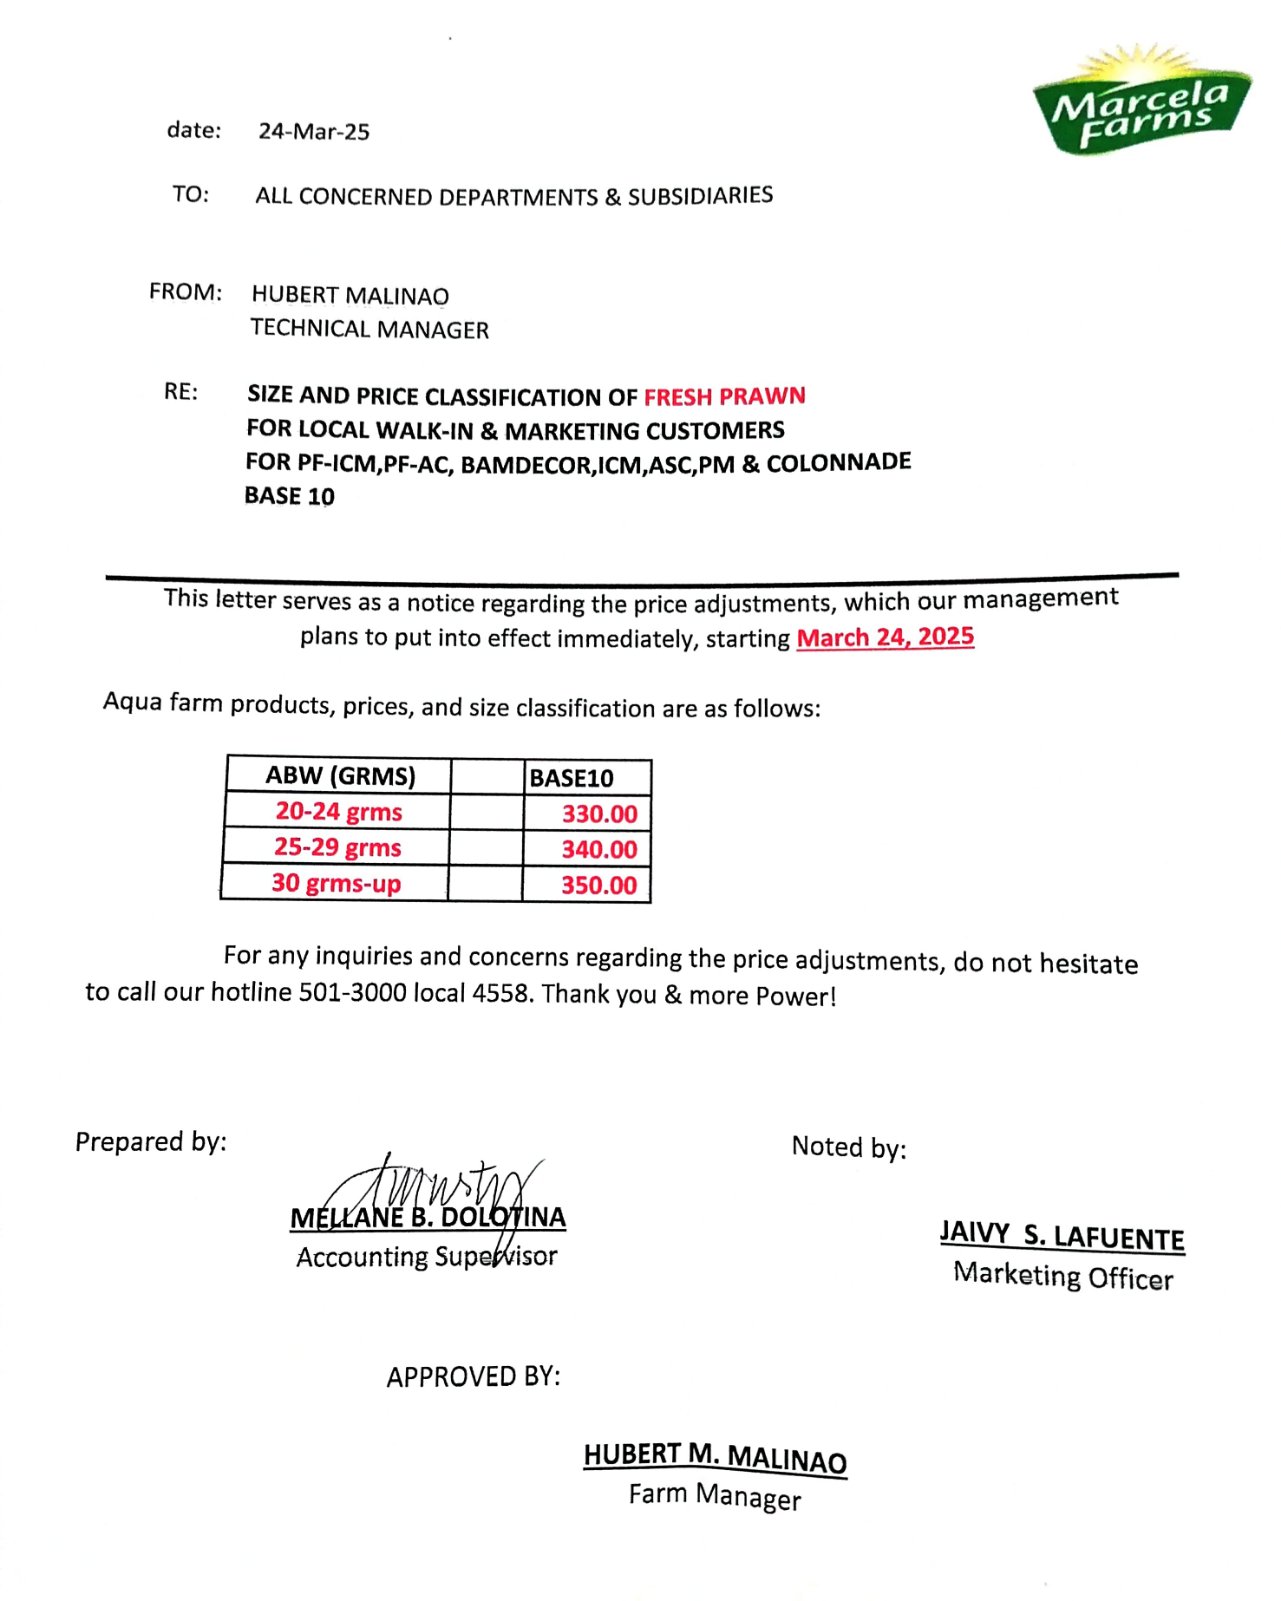 Marcela
Farms
date: 24-Mar-25
TO: ALL CONCERNED DEPARTMENTS & SUBSIDIARIES
FROM: HUBERT MALINAO
TECHNICAL MANAGER
RE: SIZE AND PRICE CLASSIFICATION OF FRESH PRAWN
FOR LOCAL WALK-IN & MARKETING CUSTOMERS
FOR PF-ICM,PF-AC, BAMDECOR,ICM,ASC,PM & COLONNADE
BASE 10
This letter serves as a notice regarding the price adjustments, which our management
plans to put into effect immediately, starting March 24, 2025
Aqua farm products, prices, and size classification are as follows:
ABW (GRMS) BASE10
20-24 grms 330.00
25-29 grms 340.00
30 grms-up 350.00
For any inquiries and concerns regarding the price adjustments, do not hesitate
to call our hotline 501-3000 local 4558. Thank you & more Power!
Prepared by: Noted by:
MELLANE B. DOLOTINA
Accounting Supervisor
JAIVY S. LAFUENTE
Marketing Officer
APPROVED BY:
HUBERT M. MALINAO
Farm Manager